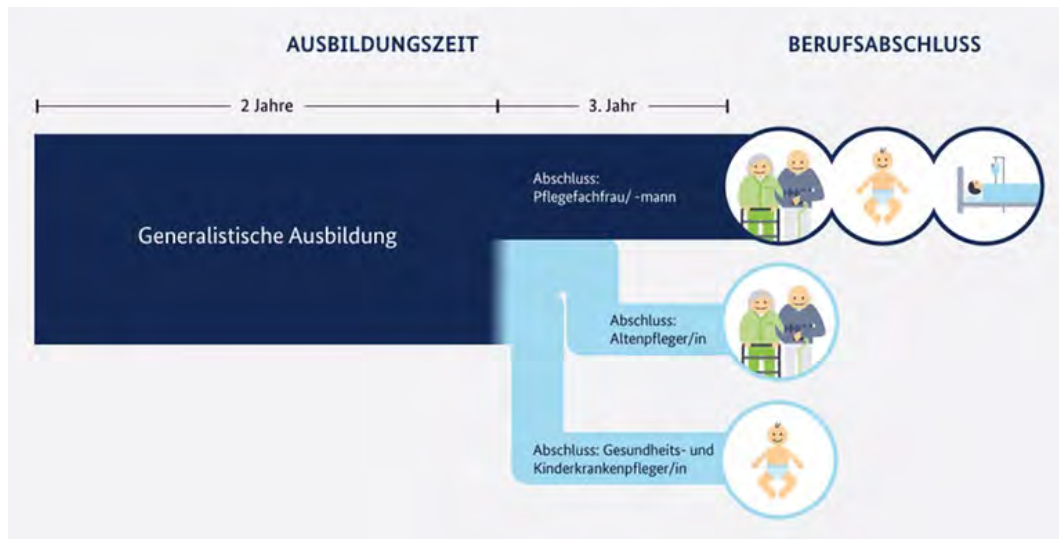 AUSBILDUNGSZEIT
BERUFSABSCHLUSS
2 Jahre
3. Jahr
Generalistische Ausbildung
Abschluss:
Pflegefachfrau/ -mann
Abschluss:
Altenpfleger/in
Abschluss: Gesundheits- und
Kinderkrankenpfleger/in